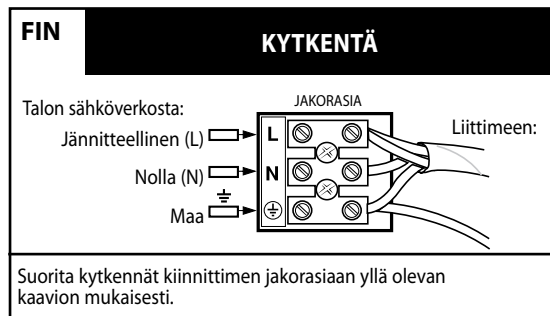 FIN
KYTKENTÄ
Talon sähköverkosta:
JAKORASIA
Jännitteellinen (L)
L
Liittimeen:
Nolla (N)
N
Maa
Suorita kytkennät kiinnittimen jakorasiaan yllä olevan
kaavion mukaisesti.